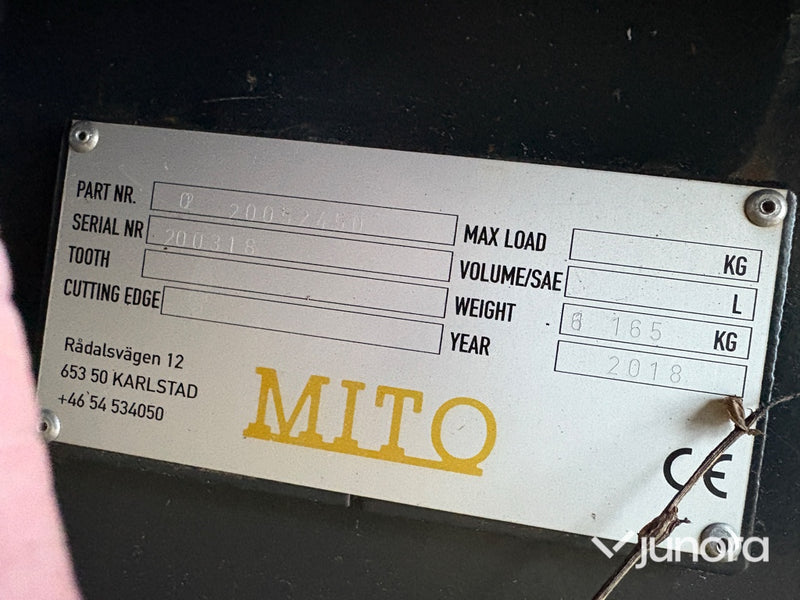 PART NR. 20052450
SERIAL NR 200318
TOOTH
CUTTING EDGE
MAX LOAD KG
VOLUME/SAE L
WEIGHT 165 KG
YEAR 2018
Rådalsvägen 12
653 50 KARLSTAD
+46 54 534050
MITO
CE
junora